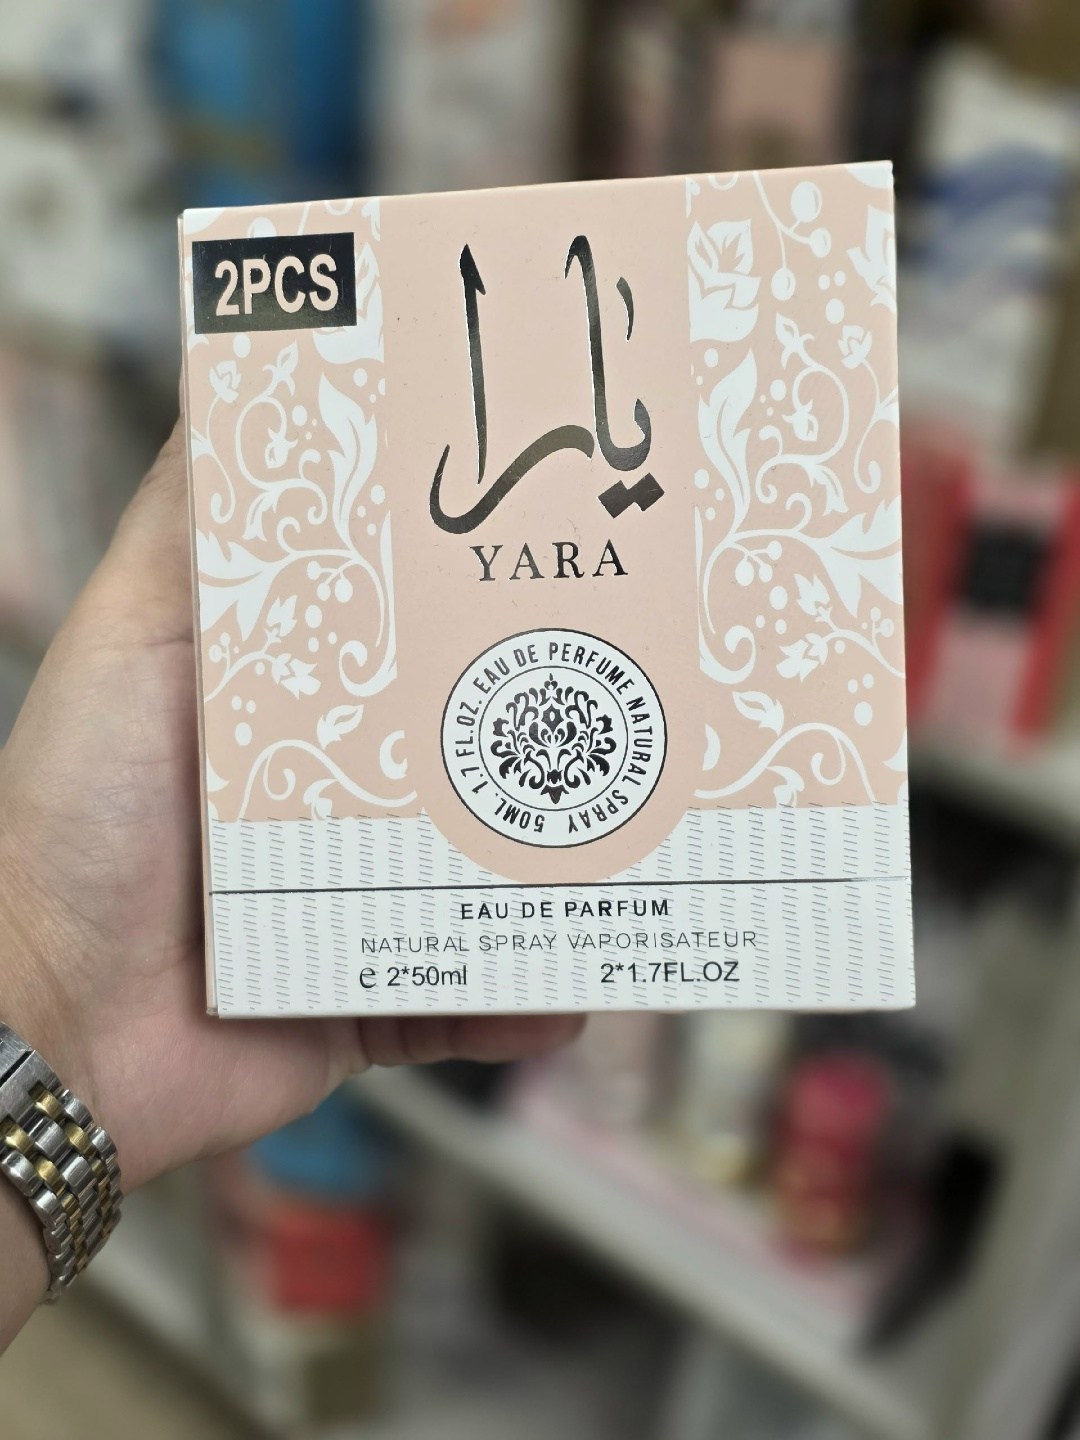 2PCS
يارا
YARA
50ML. 1.7 FL.OZ. EAU DE PERFUME NATURAL SPRAY
EAU DE PARFUM
NATURAL SPRAY VAPORISATEUR
e 2*50ml 2*1.7FL.OZ